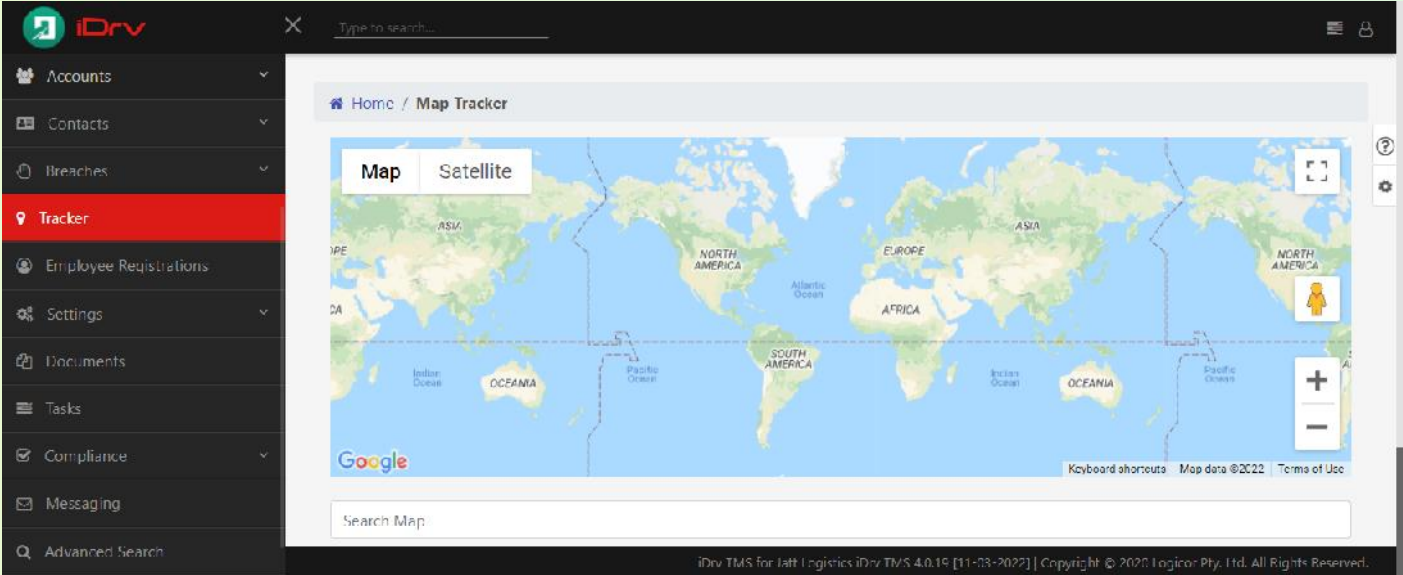 iDrv
Type to search...
Accounts
Contacts
Breaches
Tracker
Employee Registrations
Settings
Documents
Tasks
Compliance
Messaging
Advanced Search
Home / Map Tracker
Map Satellite
ASIA
NORTH
AMERICA
EUROPE
ASIA
NORTH
AMERICA
OPE
Atlantic
Ocean
CA
AFRICA
SOUTH
AMERICA
Indian
Ocean
OCEANIA
Pacific
Ocean
Indian
Ocean
OCEANIA
Pacific
Ocean
Google
Keyboard shortcuts Map data ©2022 Terms of Use
Search Map
iDrv TMS for Jatt Logistics iDrv TMS 4.0.19 [11-03-2022] | Copyright © 2020 Logicor Pty. Ltd. All Rights Reserved.